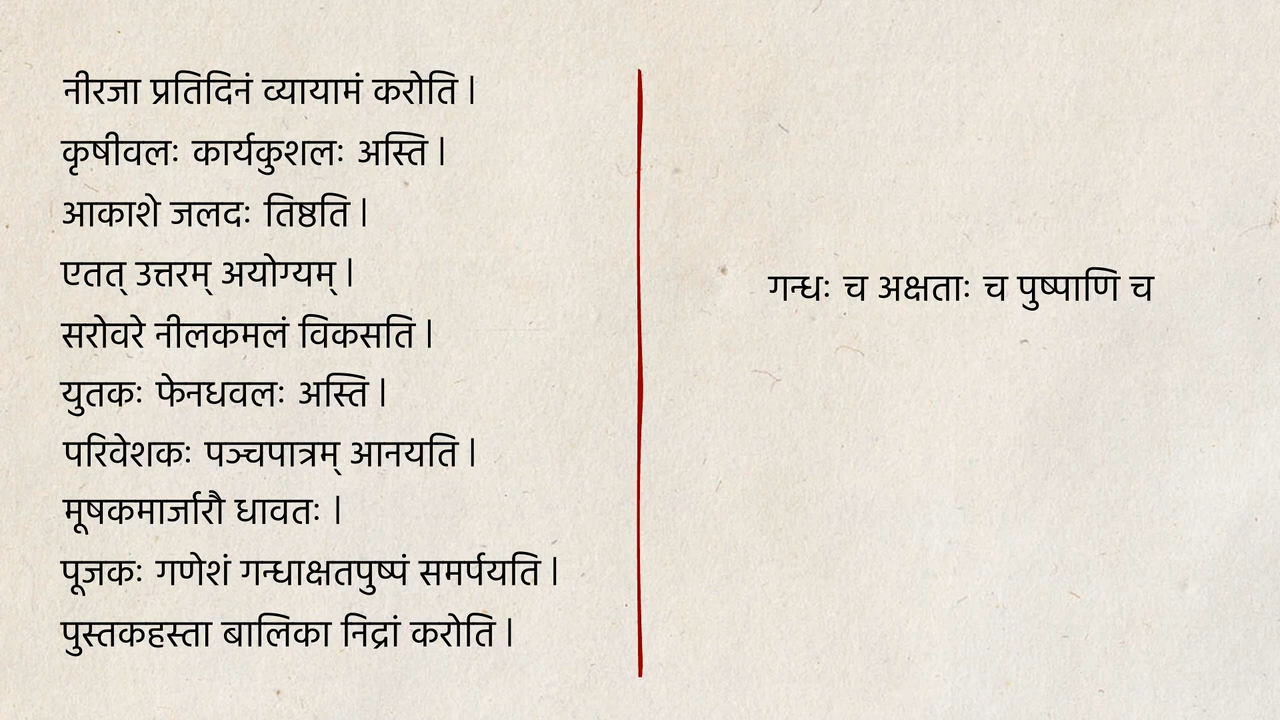 नीरजा प्रतिदिनं व्यायामं करोति ।
कृषीवलः कार्यकुशलः अस्ति ।
आकाशे जलदः तिष्ठति ।
एतत् उत्तरम् अयोग्यम् ।
सरोवरे नीलकमलं विकसति ।
युतकः फेनधवलः अस्ति ।
परिवेशकः पञ्चपात्रम् आनयति ।
मूषकमार्जारौ धावतः ।
पूजकः गणेशं गन्धाक्षतपुष्पं समर्पयति ।
पुस्तकहस्ता बालिका निद्रां करोति ।
गन्धः च अक्षताः च पुष्पाणि च